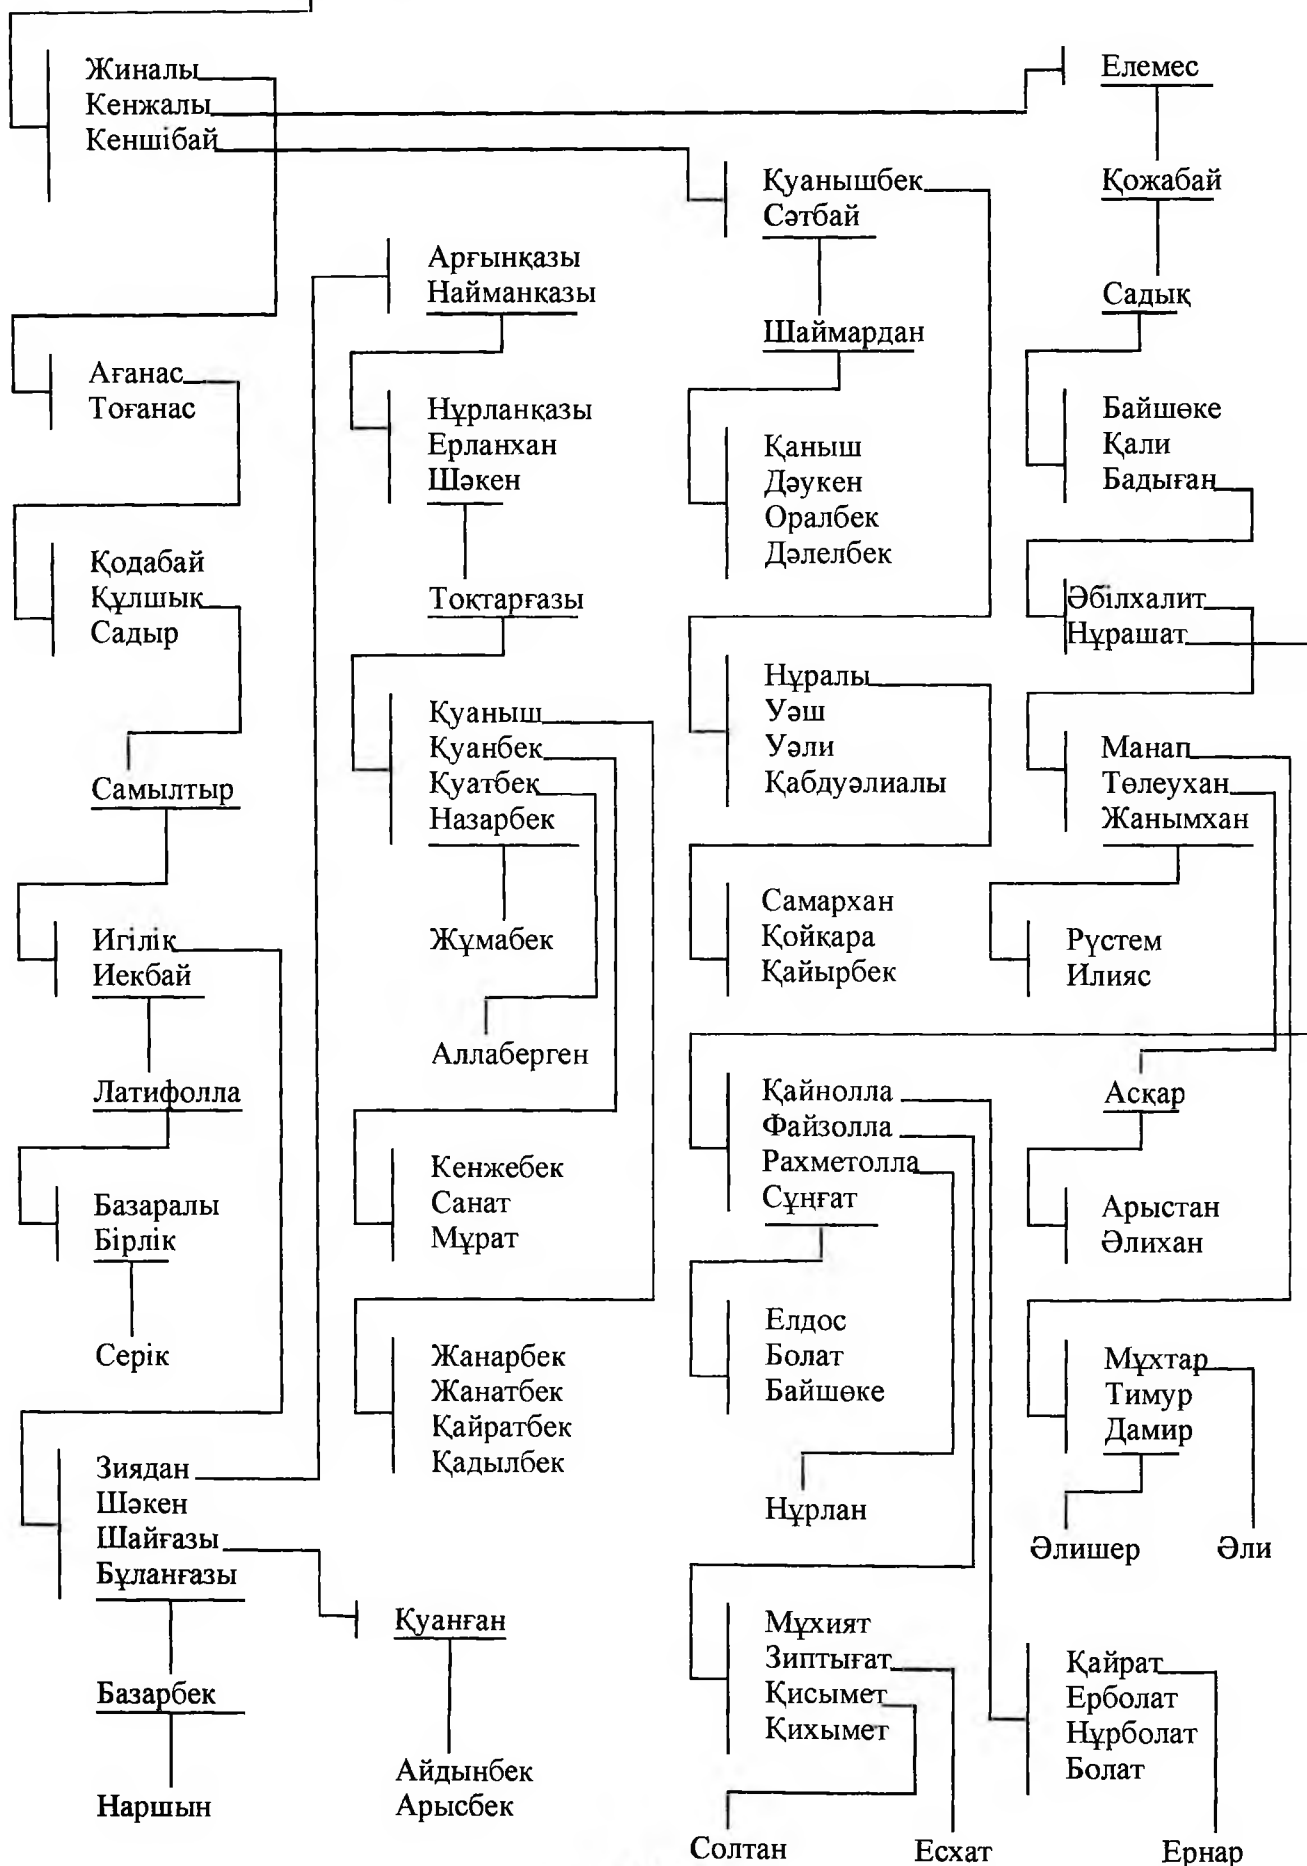 Жиналы
Кенжалы
Кеншібай
Ағанас
Тоғанас
Қодабай
Құлшық
Садыр
Самылтыр
Игілік
Иекбай
Латифолла
Базаралы
Бірлік
Серік
Зиядан
Шәкен
Шайғазы
Бұланғазы
Базарбек
Наршын
Арғынқазы
Найманқазы
Нұрланқазы
Ерланхан
Шәкен
Тоқтарғазы
Қуаныш
Қуанбек
Қуатбек
Назарбек
Жұмабек
Аллаберген
Кенжебек
Санат
Мұрат
Жанарбек
Жанатбек
Қайратбек
Қадылбек
Қуанған
Айдынбек
Арысбек
Қуанышбек
Сәтбай
Шаймардан
Қаныш
Дәукен
Оралбек
Дәлелбек
Нұралы
Уәш
Уәли
Қабдуәлиалы
Самархан
Қойқара
Қайырбек
Қайнолла
Файзолла
Рахметолла
Сұңғат
Елдос
Болат
Байшөке
Нұрлан
Мұхият
Зиптығат
Қисымет
Қихымет
Солтан
Есхат
Елемес
Қожабай
Садық
Байшөке
Қали
Бадыған
Әбілхалит
Нұрашат
Манап
Төлеухан
Жанымхан
Рүстем
Илияс
Асқар
Арыстан
Әлихан
Мұхтар
Тимур
Дамир
Әлишер
Әли
Қайрат
Ерболат
Нұрболат
Болат
Ернар